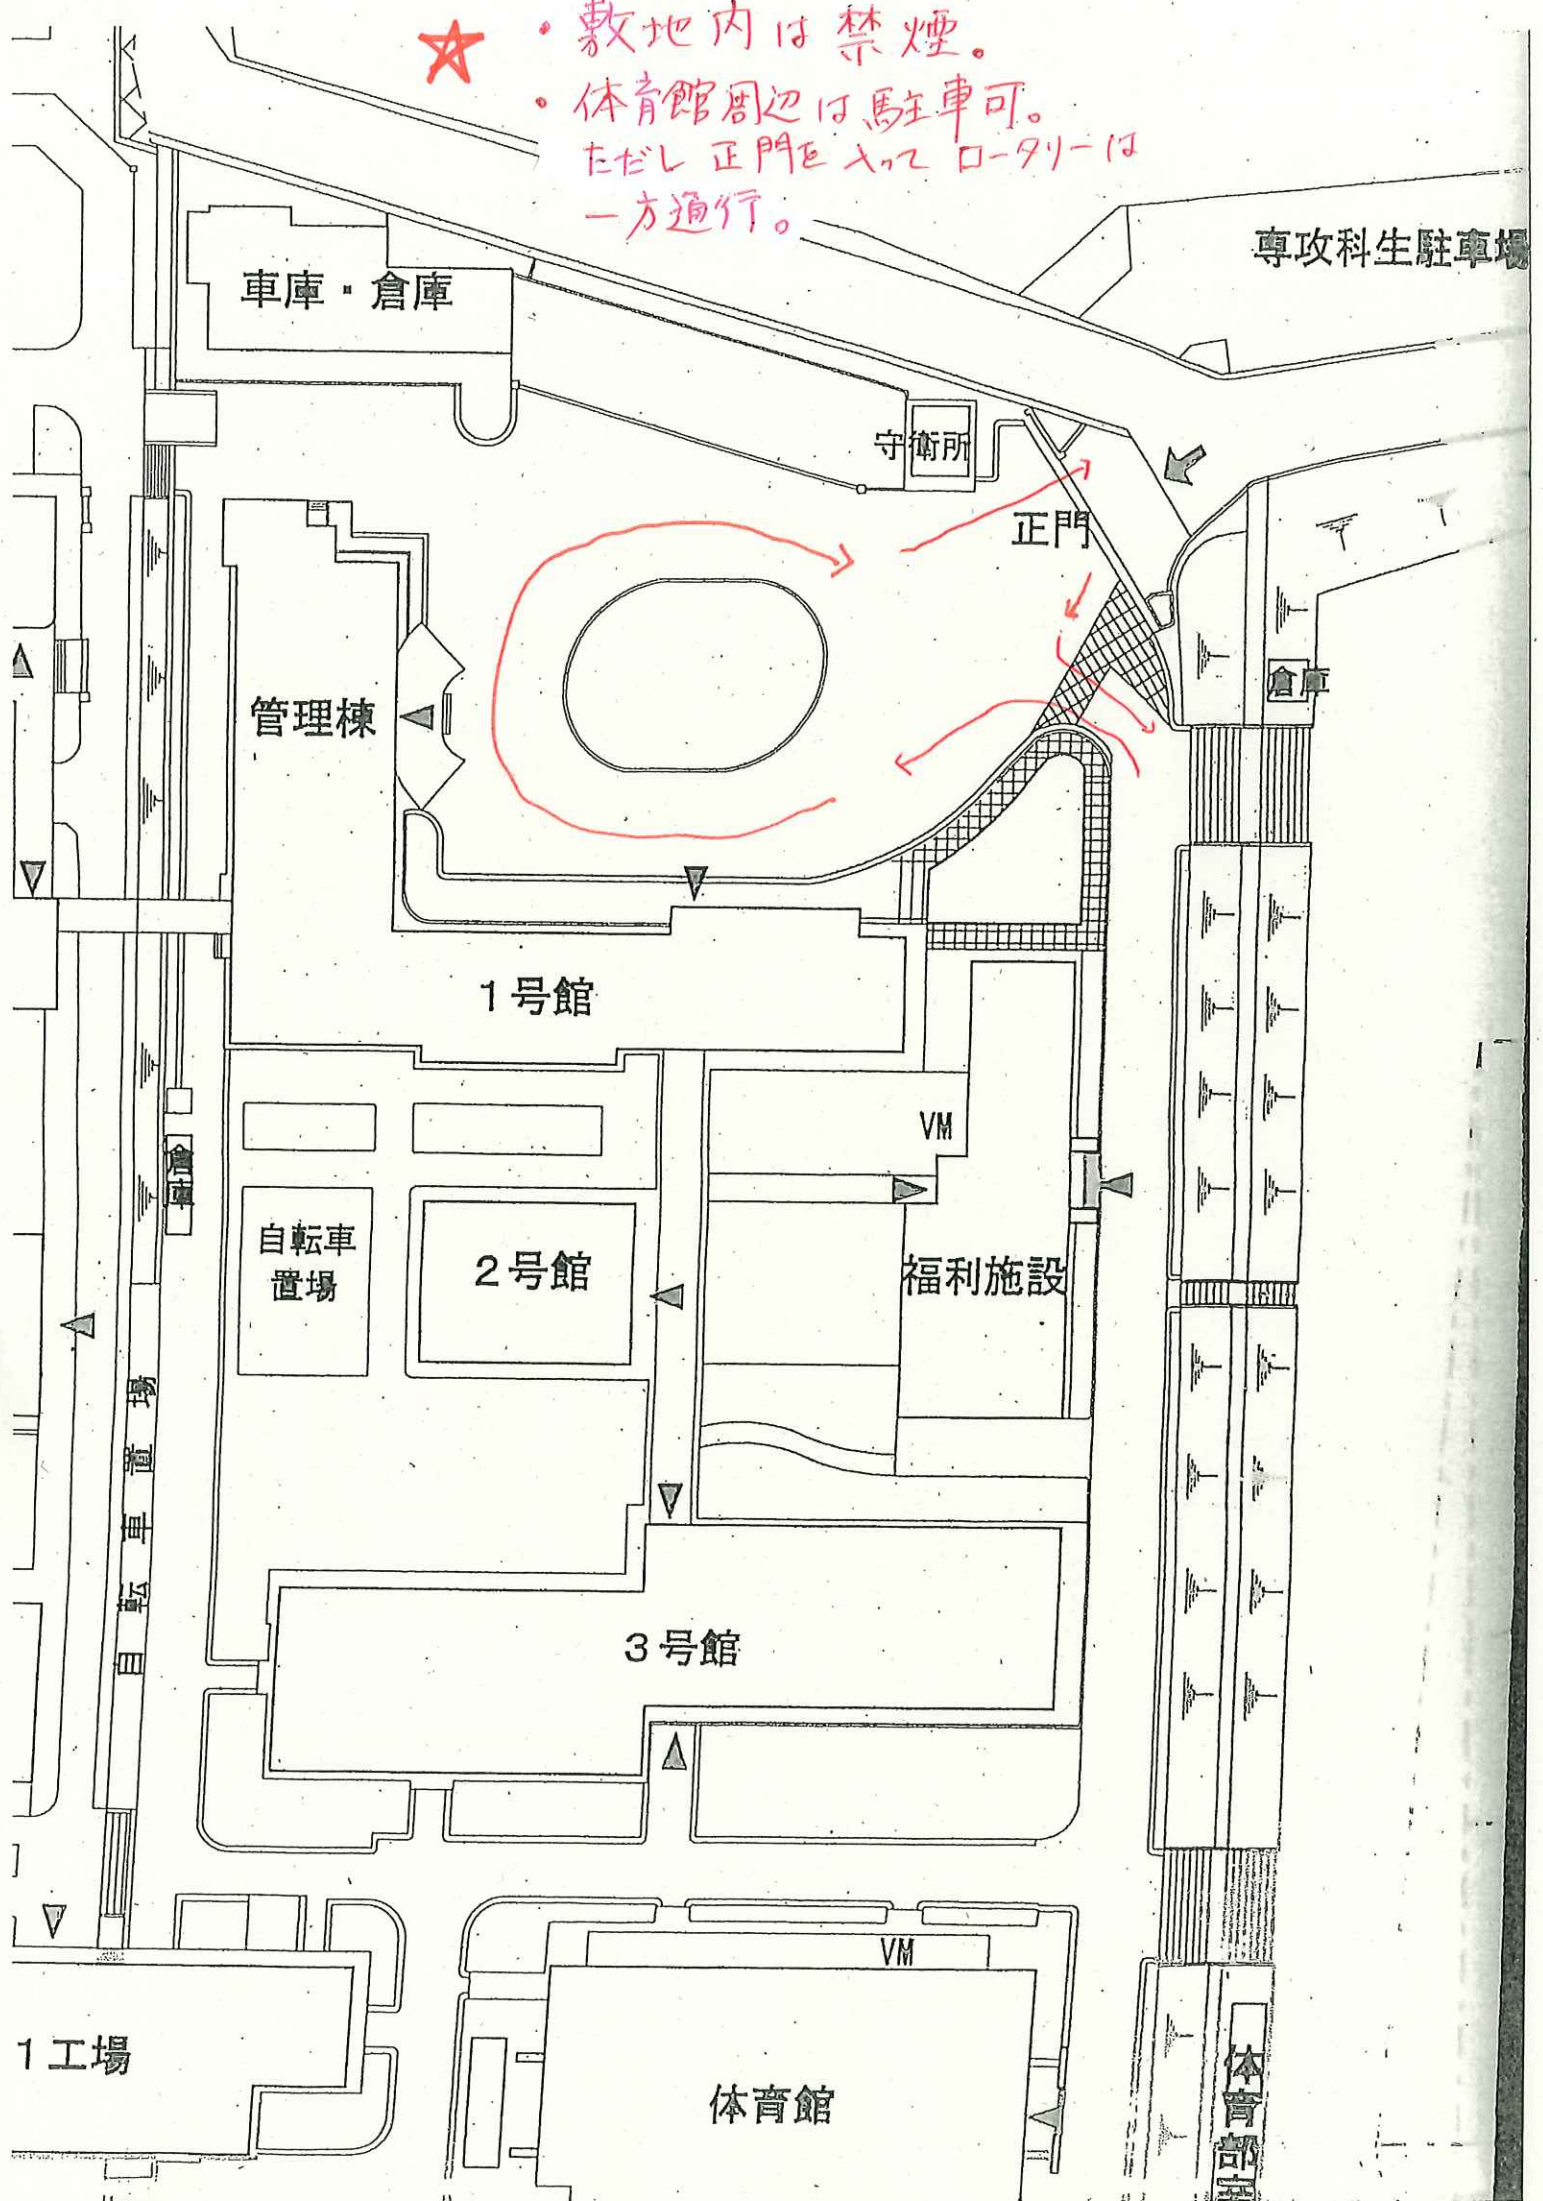 ・敷地内は禁煙。
・体育館周辺は駐車可。
ただし正門を入って ロータリーは
一方通行。
専攻科生駐車場
車庫・倉庫
守衛所
正門
倉庫
管理棟
1号館
VM
倉庫
自転車
置場
2号館
福利施設
自転車置場
3号館
VM
1工場
体育館
体育部室